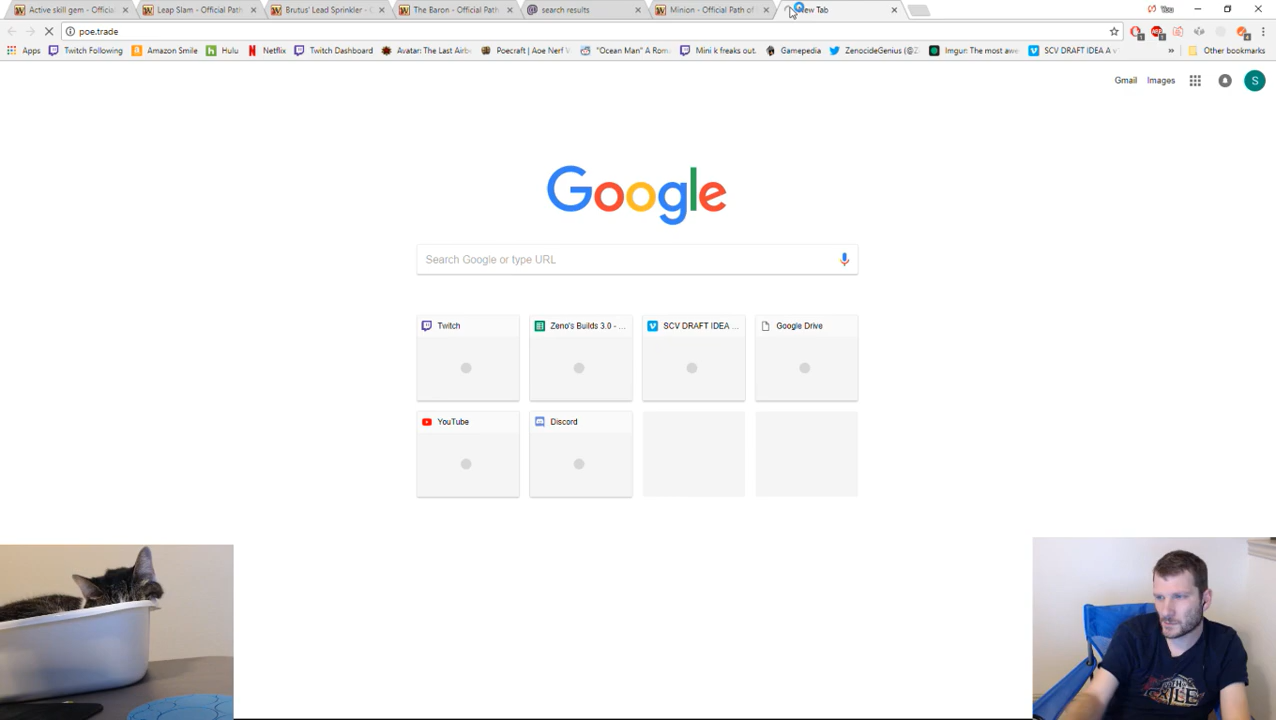 Active skill gem - Officia
Leap Slam - Official Path
Brutus' Lead Sprinkler - O
The Baron - Official Path
search results
Minion - Official Path of
New Tab
poe.trade
Apps
Twitch Following
Amazon Smile
Hulu
Netflix
Twitch Dashboard
Avatar: The Last Airb
Poecraft | Aoe Nerf
"Ocean Man" A Rom
Mini k freaks out.
Gamepedia
ZenocideGenius (@Z
Imgur: The most awe
SCV DRAFT IDEA A v
»
Other bookmarks
Gmail
Images
S
Google
Search Google or type URL
Twitch
Zeno's Builds 3.0 - ...
SCV DRAFT IDEA ...
Google Drive
YouTube
Discord
EXILE